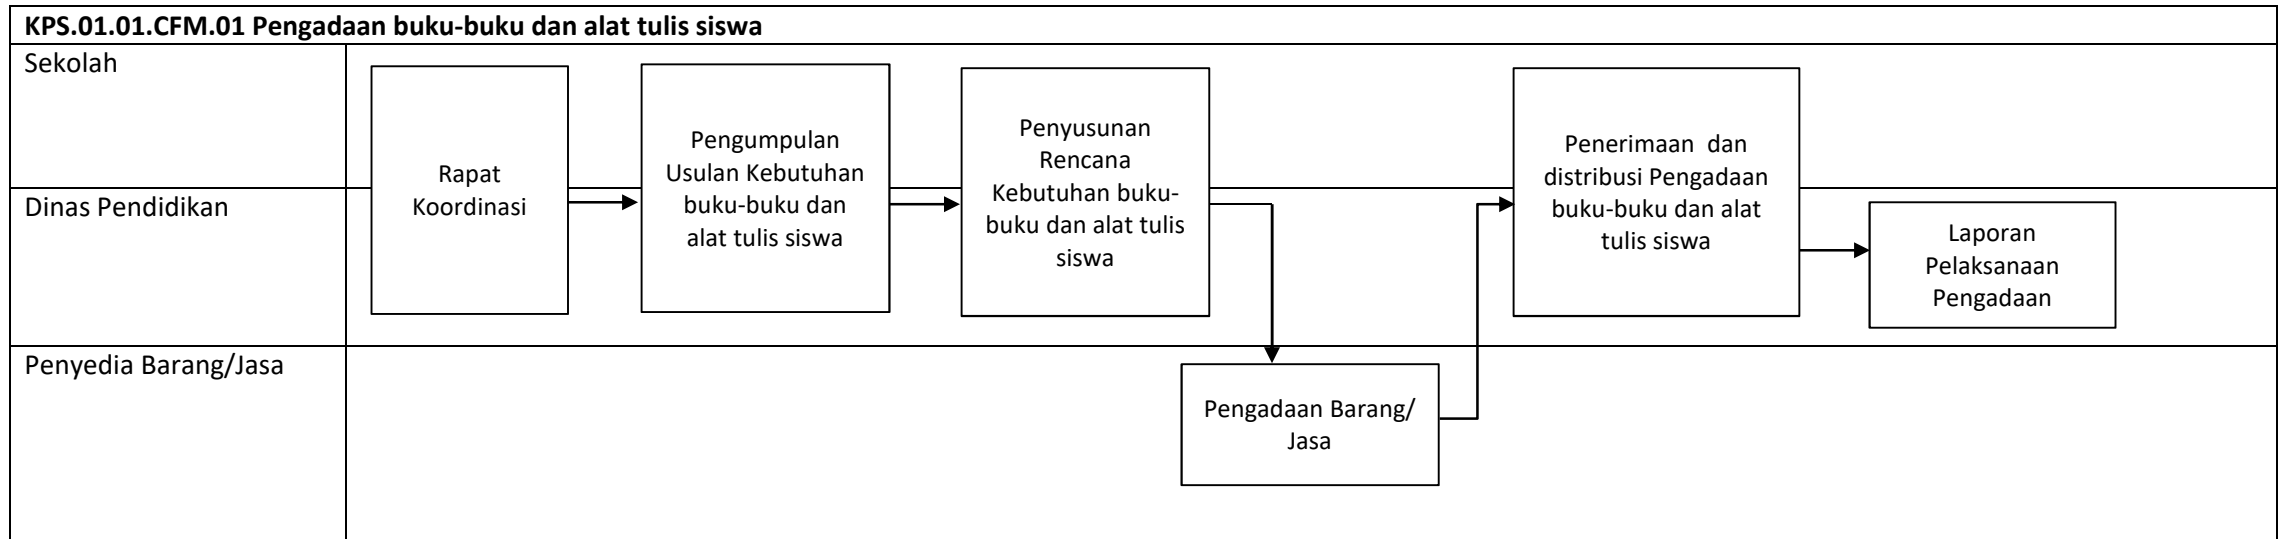 KPS.01.01.CFM.01 Pengadaan buku-buku dan alat tulis siswa
Sekolah
Rapat
Koordinasi
Pengumpulan
Usulan Kebutuhan
buku-buku dan
alat tulis siswa
Penyusunan
Rencana
Kebutuhan buku-
buku dan alat tulis
siswa
Penerimaan dan
distribusi Pengadaan
buku-buku dan alat
tulis siswa
Dinas Pendidikan
Laporan
Pelaksanaan
Pengadaan
Penyedia Barang/Jasa
Pengadaan Barang/
Jasa